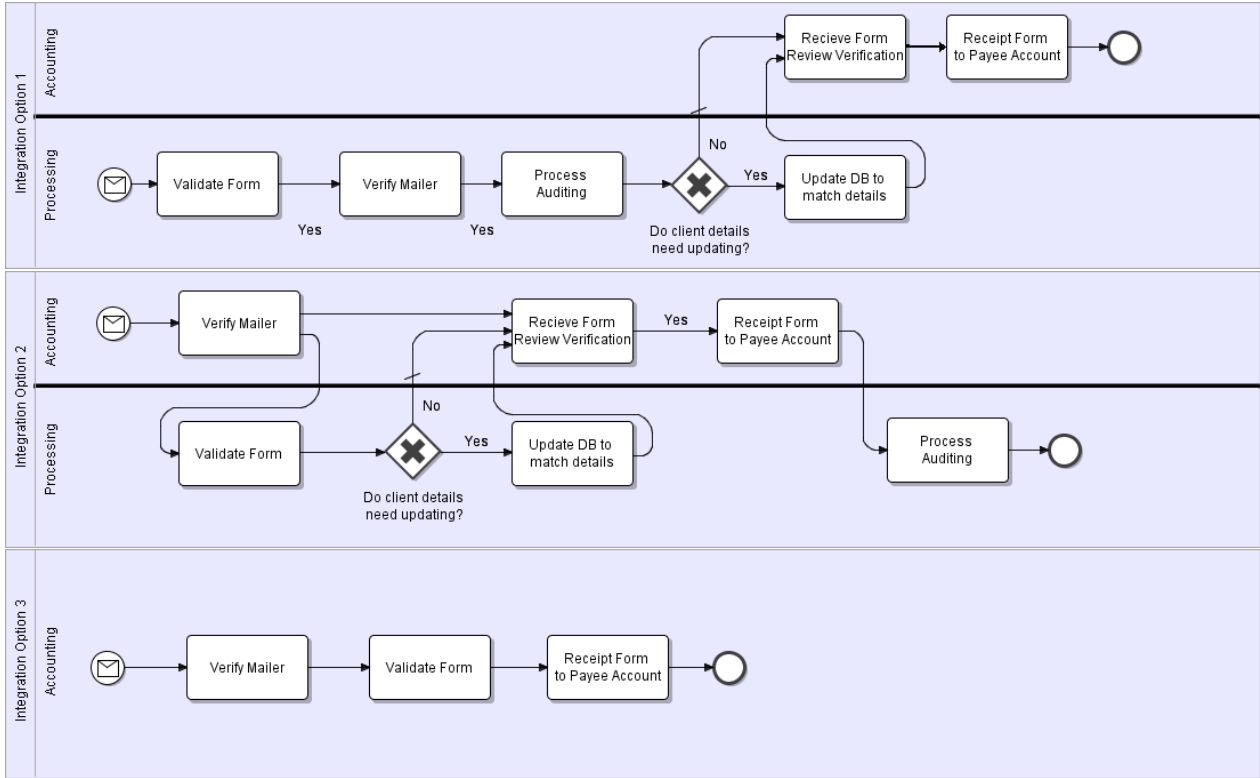 Integration Option 1
Accounting
Recieve Form
Review Verification
Receipt Form
to Payee Account
Processing
Validate Form
Yes
Verify Mailer
Yes
Process
Auditing
No
Yes
Do client details
need updating?
Update DB to
match details
Integration Option 2
Accounting
Verify Mailer
Recieve Form
Review Verification
Yes
Receipt Form
to Payee Account
Processing
Validate Form
No
Yes
Do client details
need updating?
Update DB to
match details
Process
Auditing
Integration Option 3
Accounting
Verify Mailer
Validate Form
Receipt Form
to Payee Account